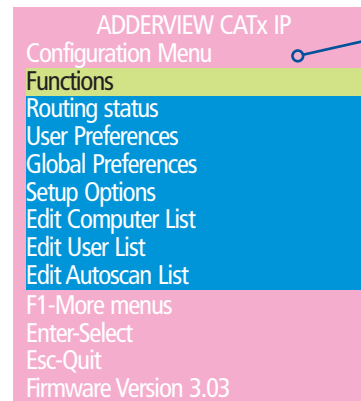 ADDERVIEW CATx IP
Configuration Menu
Functions
Routing status
User Preferences
Global Preferences
Setup Options
Edit Computer List
Edit User List
Edit Autoscan List
F1-More menus
Enter-Select
Esc-Quit
Firmware Version 3.03